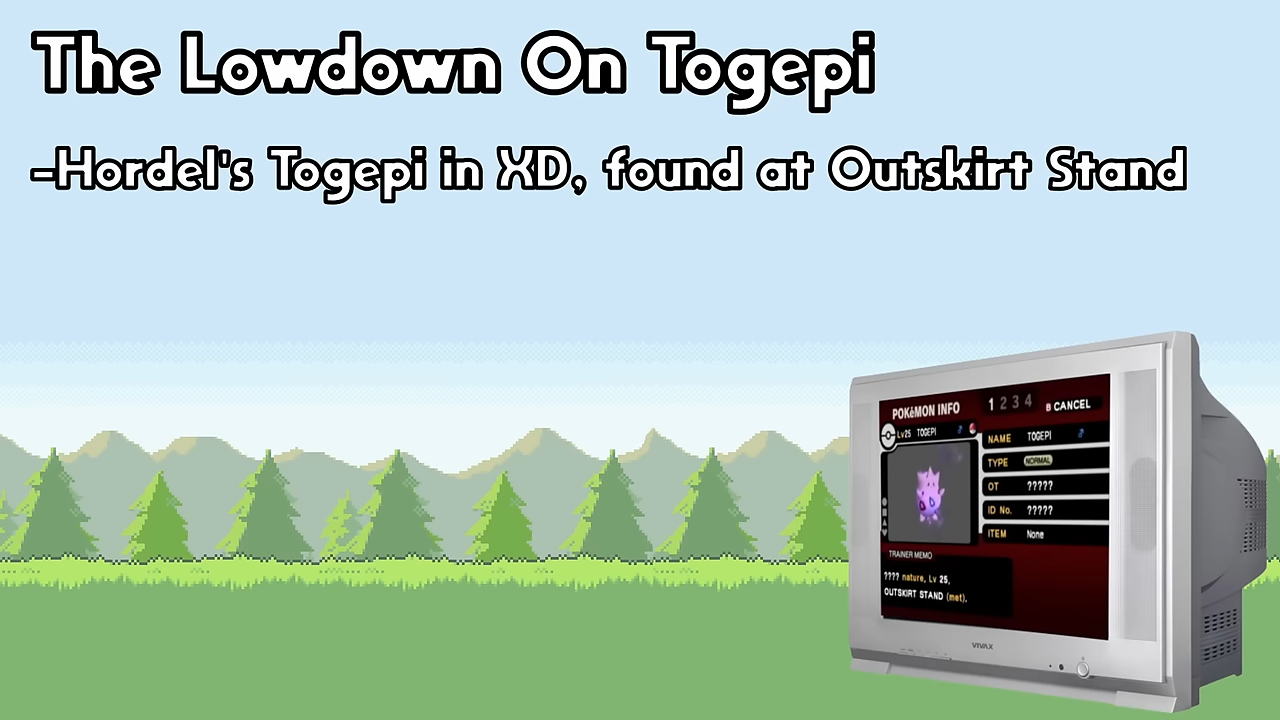 The Lowdown On Togepi
-Hordel's Togepi in XD, found at Outskirt Stand
POKéMON INFO 1 2 3 4 B CANCEL
Lv25 TOGEPI ♂
NAME TOGEPI ♂
TYPE NORMAL
OT ?????
ID No. ?????
ITEM None
TRAINER MEMO
???? nature, Lv 25,
OUTSKIRT STAND (met).
VIVAX